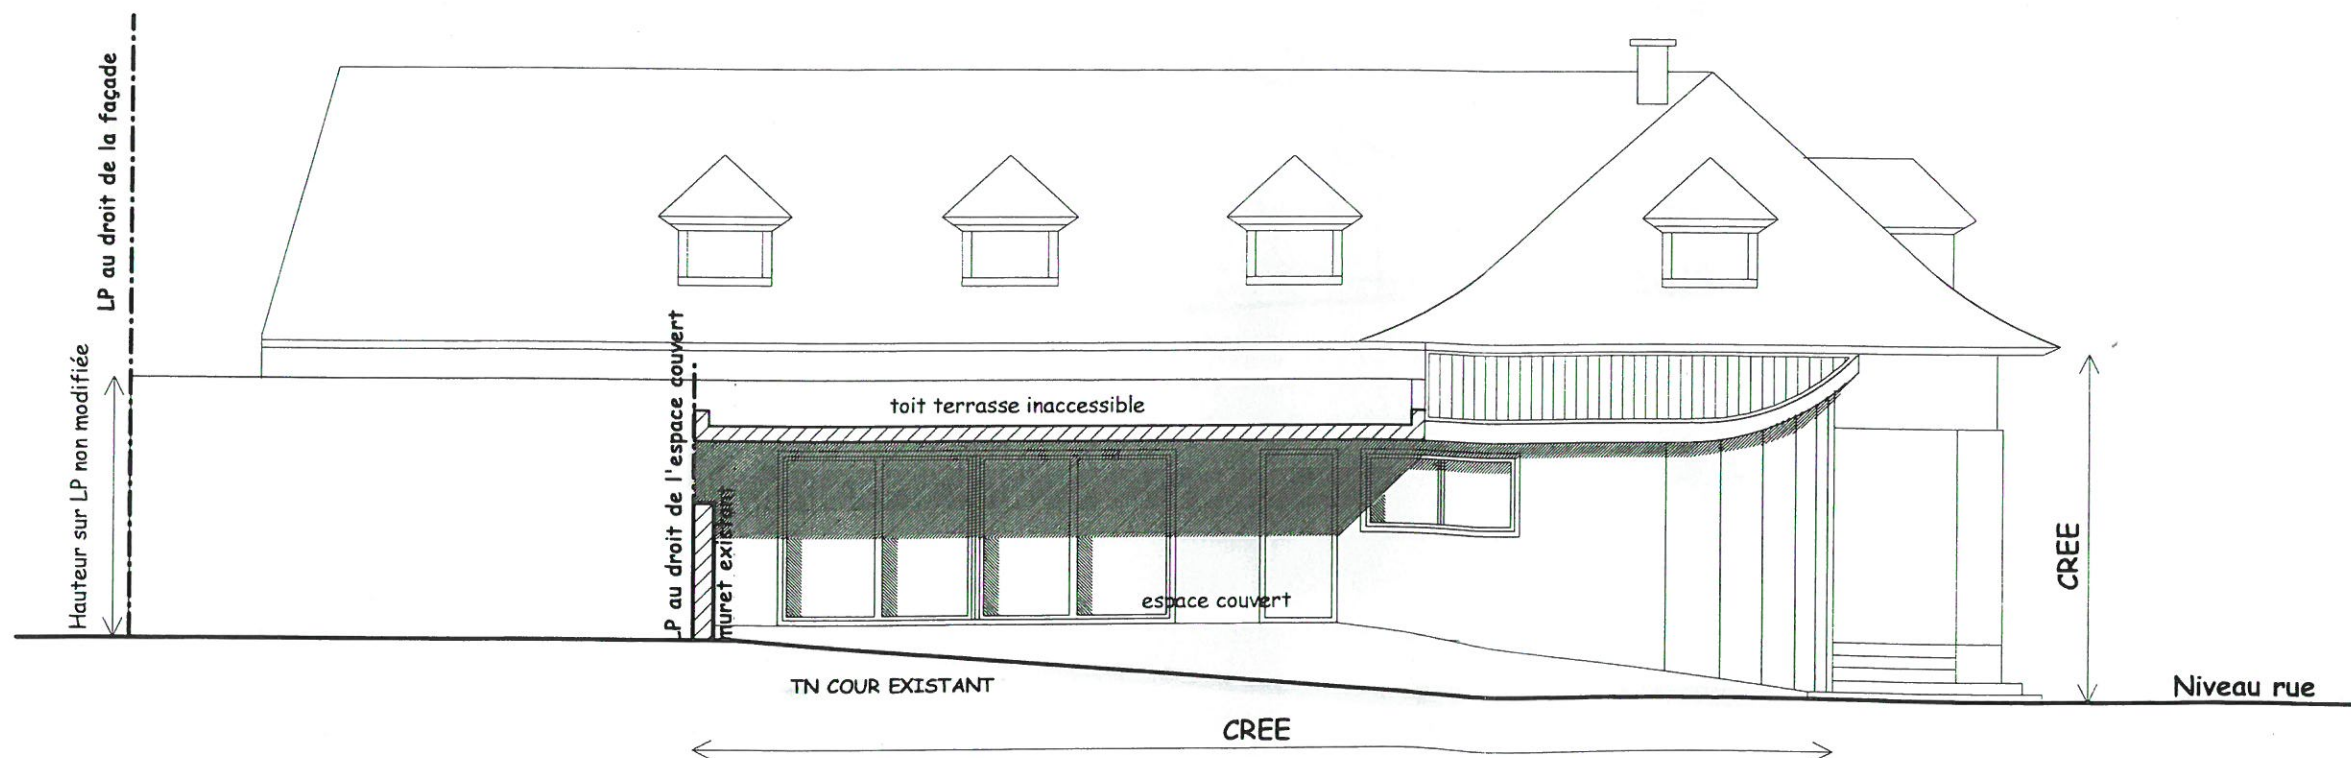 LP au droit de la façade
Hauteur sur LP non modifiée
LP au droit de l'espace couvert
muret existant
toit terrasse inaccessible
espace couvert
TN COUR EXISTANT
CREE
CREE
Niveau rue